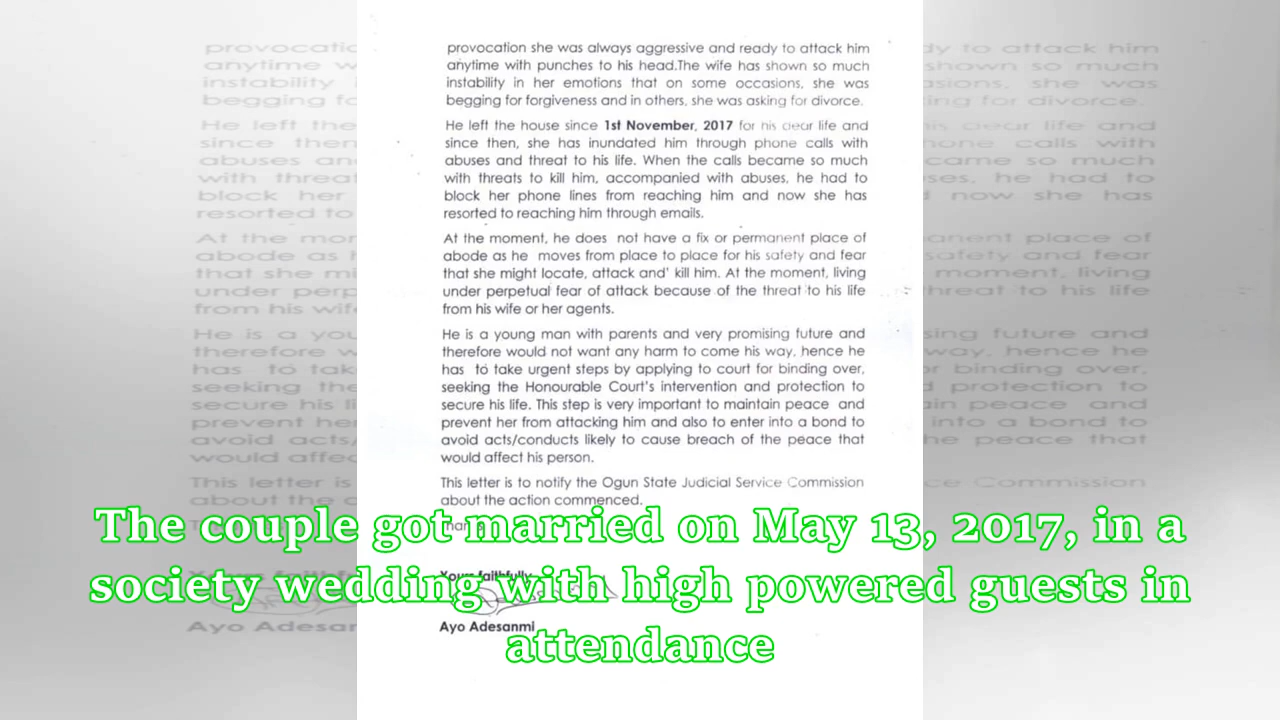 provocation she was always aggressive and ready to attack him
anytime with punches to his head.The wife has shown so much
instability in her emotions that on some occasions, she was
begging for forgiveness and in others, she was asking for divorce.
He left the house since 1st November, 2017 for his dear life and
since then, she has inundated him through phone calls with
abuses and threat to his life. When the calls became so much
with threats to kill him, accompanied with abuses, he had to
block her phone lines from reaching him and now she has
resorted to reaching him through emails.
At the moment, he does not have a fix or permanent place of
abode as he moves from place to place for his safety and fear
that she might locate, attack and' kill him. At the moment, living
under perpetual fear of attack because of the threat to his life
from his wife or her agents.
He is a young man with parents and very promising future and
therefore would not want any harm to come his way, hence he
has to take urgent steps by applying to court for binding over,
seeking the Honourable Court's intervention and protection to
secure his life. This step is very important to maintain peace and
prevent her from attacking him and also to enter into a bond to
avoid acts/conducts likely to cause breach of the peace that
would affect his person.
This letter is to notify the Ogun State Judicial Service Commission
about the action commenced.
The couple got married on May 13, 2017, in a
society wedding with high powered guests in
attendance
Yours faithfully
Ayo Adesanmi